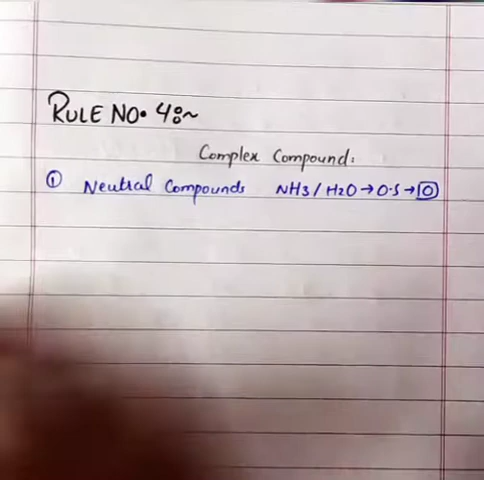 RULE NO. 4:~
Complex Compound:
① Neutral Compounds NH3 / H2O → O.S → 0